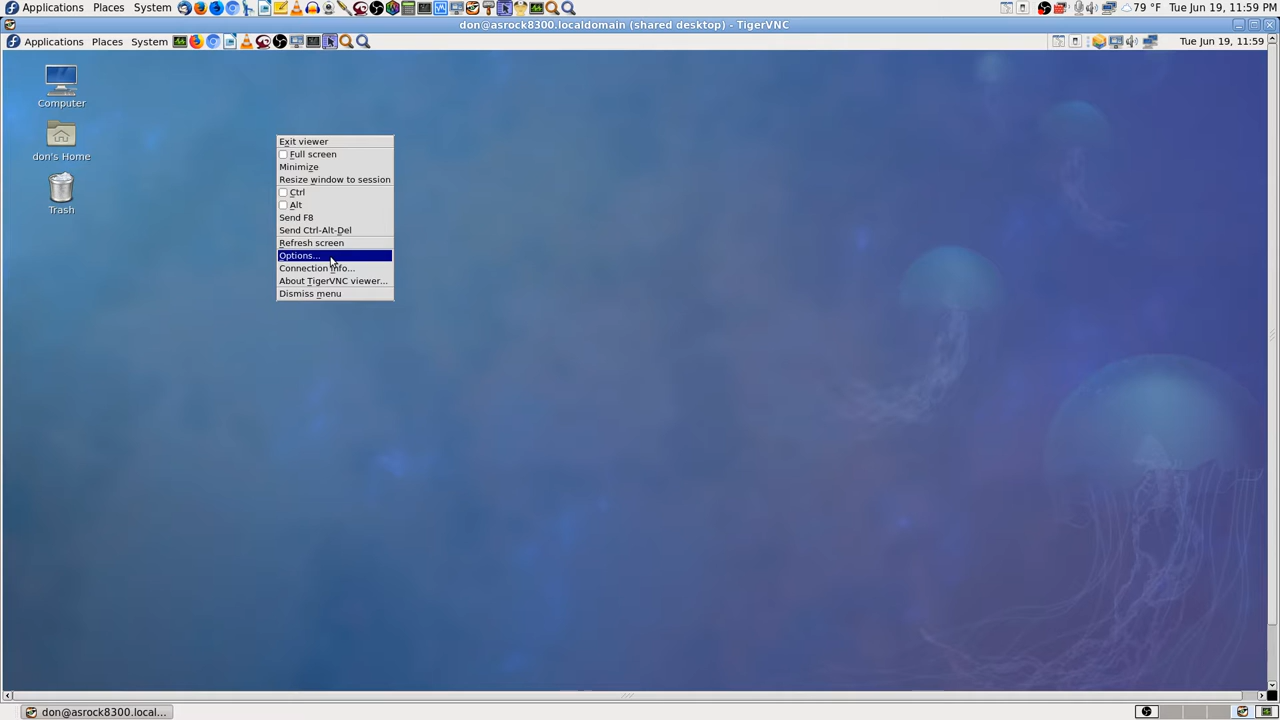 Applications Places System
79 °F Tue Jun 19, 11:59 PM
don@asrock8300.localdomain (shared desktop) - TigerVNC
Applications Places System
Tue Jun 19, 11:59
Computer
don's Home
Trash
Exit viewer
Full screen
Minimize
Resize window to session
Ctrl
Alt
Send F8
Send Ctrl-Alt-Del
Refresh screen
Options...
Connection info...
About TigerVNC viewer...
Dismiss menu
don@asrock8300.local...